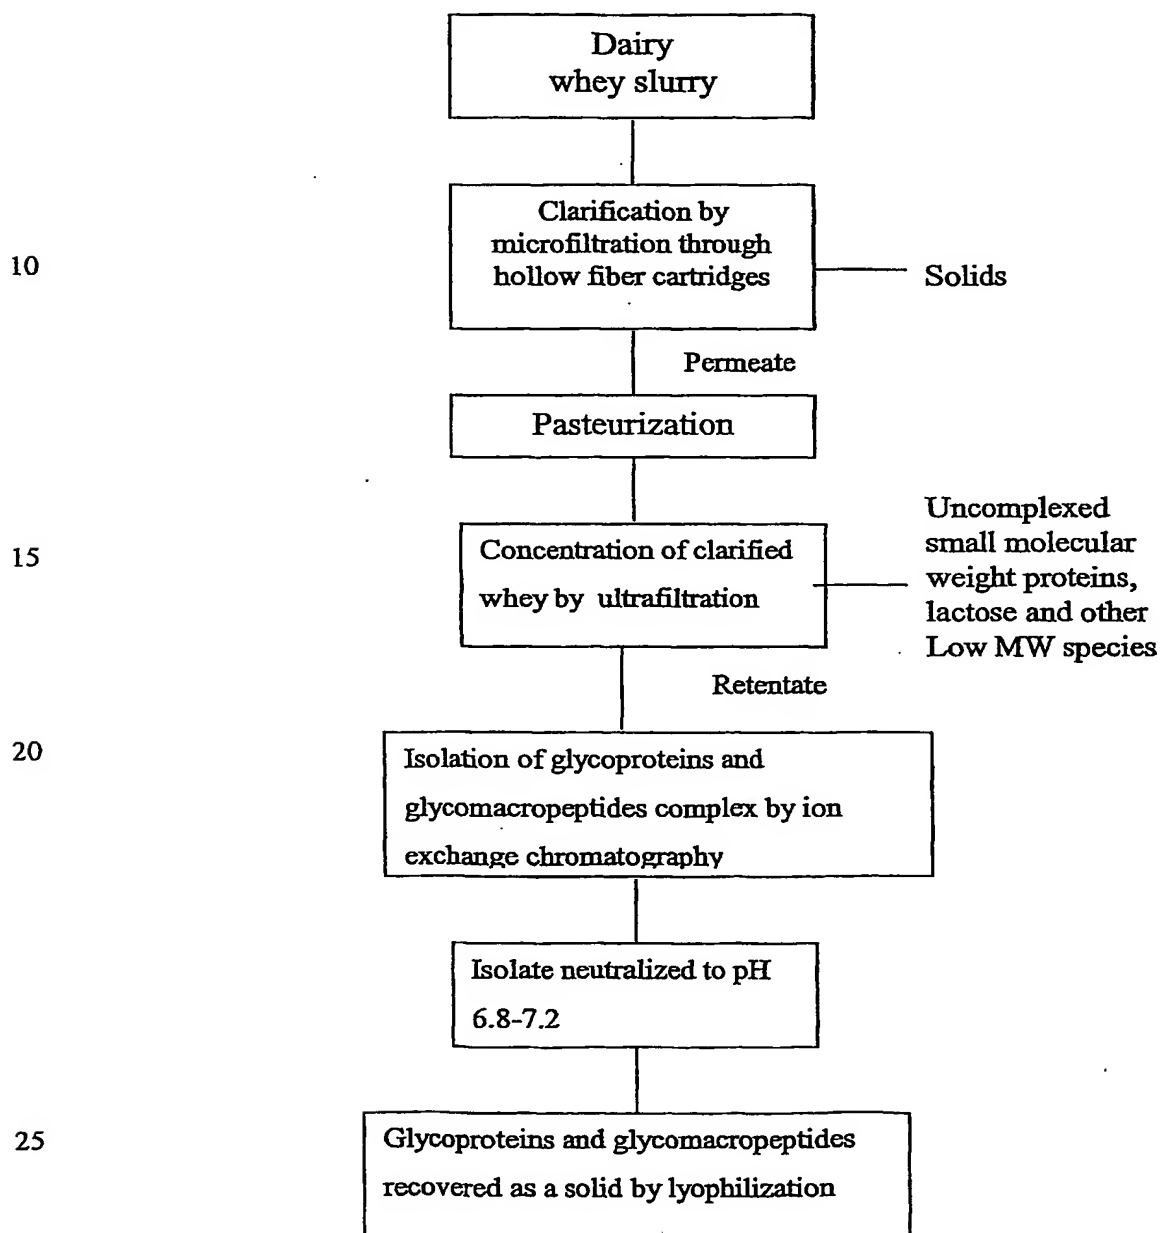 Dairy
whey slurry
Clarification by
microfiltration through
hollow fiber cartridges
10
Solids
Permeate
Pasteurization
Uncomplexed
small molecular
weight proteins,
lactose and other
Low MW species
15
Concentration of clarified
whey by ultrafiltration
Retentate
20
Isolation of glycoproteins and
glycomacropeptides complex by ion
exchange chromatography
Isolate neutralized to pH
6.8-7.2
25
Glycoproteins and glycomacropeptides
recovered as a solid by lyophilization